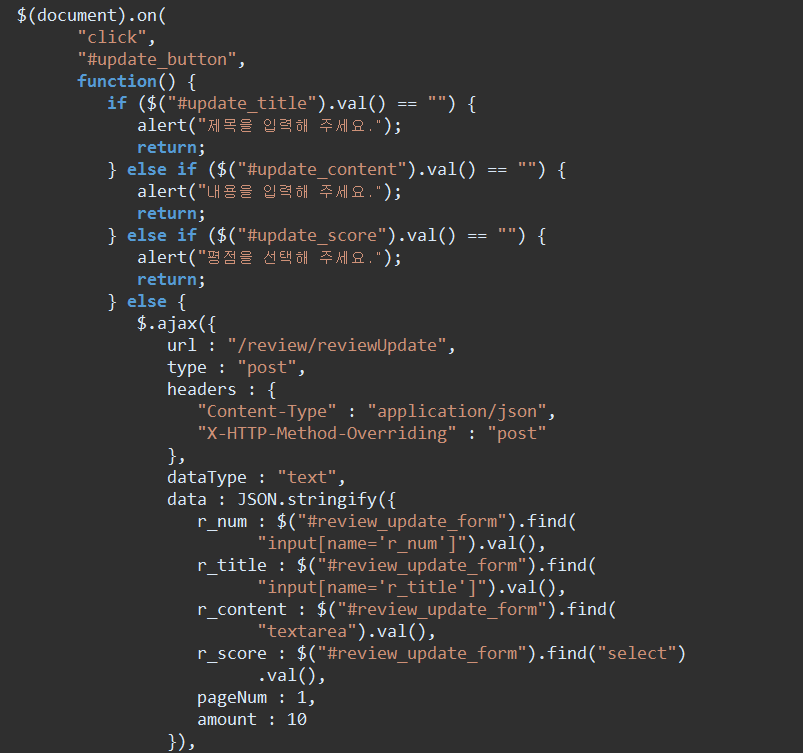 $(document).on(
"click",
"#update_button",
function() {
if ($("#update_title").val() == "") {
alert("제목을 입력해 주세요.");
return;
} else if ($("#update_content").val() == "") {
alert("내용을 입력해 주세요.");
return;
} else if ($("#update_score").val() == "") {
alert("평점을 선택해 주세요.");
return;
} else {
$.ajax({
url : "/review/reviewUpdate",
type : "post",
headers : {
"Content-Type" : "application/json",
"X-HTTP-Method-Overriding" : "post"
},
dataType : "text",
data : JSON.stringify({
r_num : $("#review_update_form").find(
"input[name='r_num']").val(),
r_title : $("#review_update_form").find(
"input[name='r_title']").val(),
r_content : $("#review_update_form").find(
"textarea").val(),
r_score : $("#review_update_form").find("select")
.val(),
pageNum : 1,
amount : 10
}),